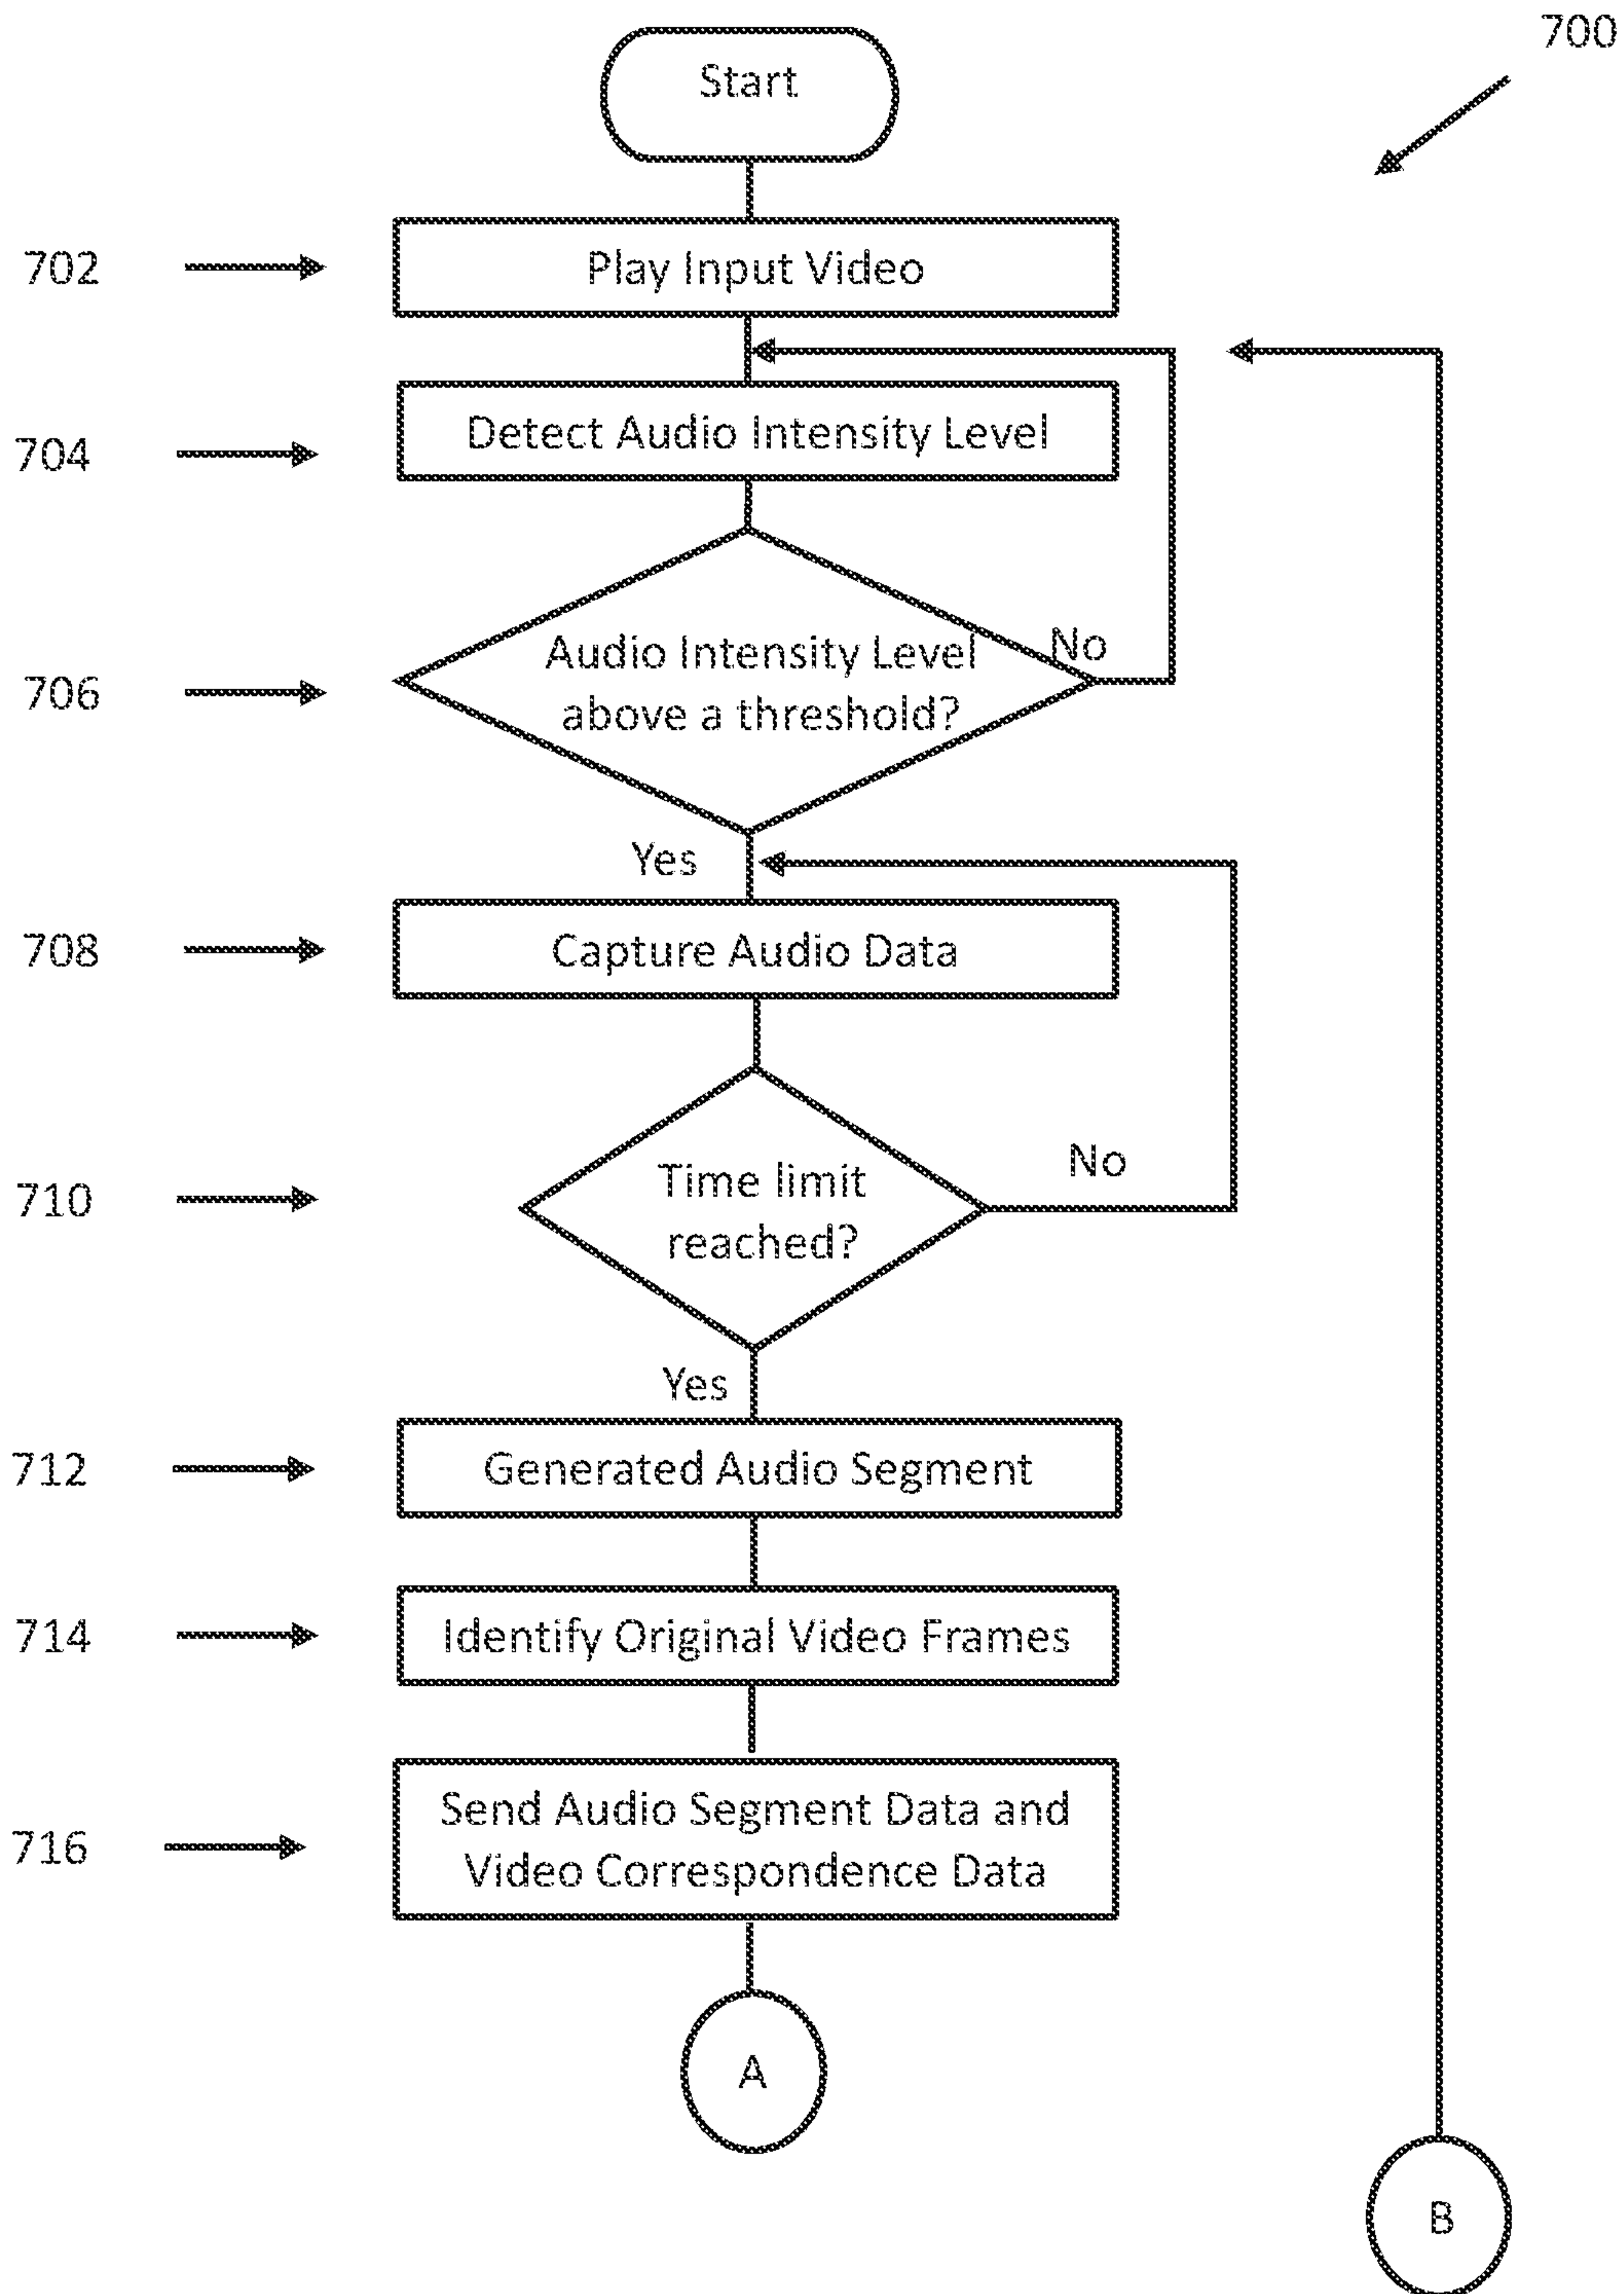 700
Start
702
Play Input Video
704
Detect Audio Intensity Level
706
Audio Intensity Level
above a threshold?
No
Yes
708
Capture Audio Data
710
Time limit
reached?
No
Yes
712
Generated Audio Segment
714
Identify Original Video Frames
716
Send Audio Segment Data and
Video Correspondence Data
A
B